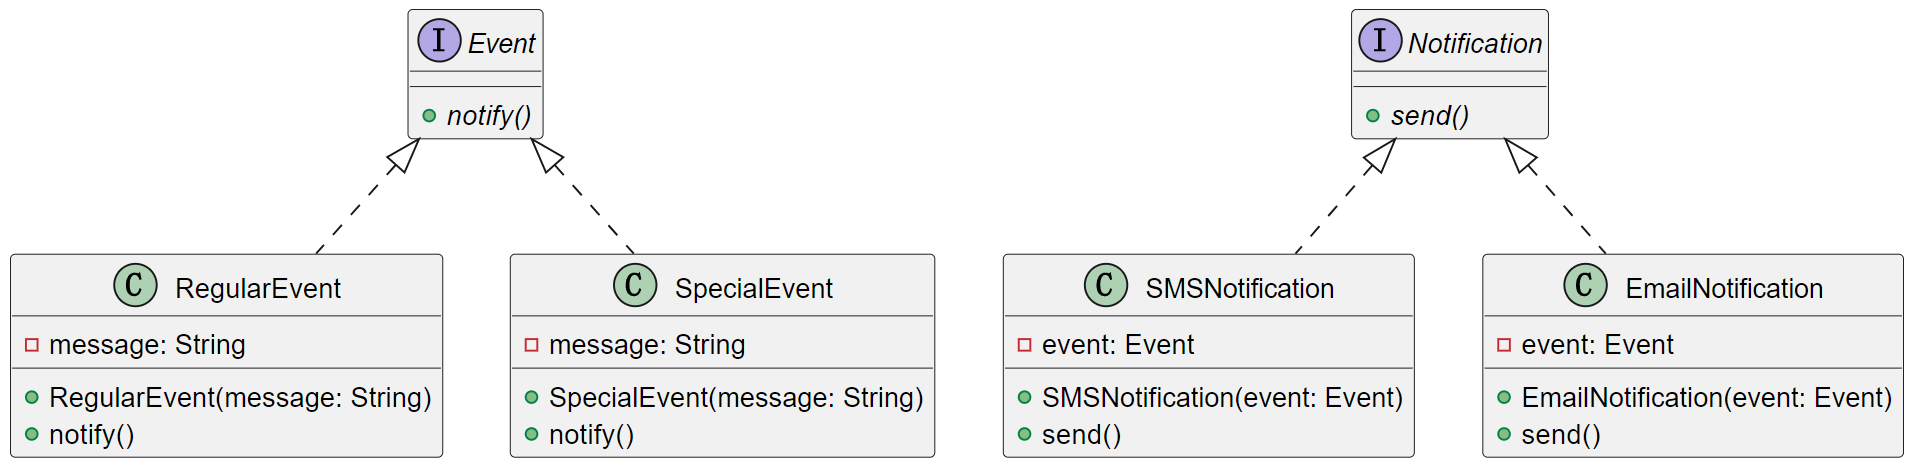 I Event
notify()
I Notification
send()
C RegularEvent
message: String
RegularEvent(message: String)
notify()
C SpecialEvent
message: String
SpecialEvent(message: String)
notify()
C SMSNotification
event: Event
SMSNotification(event: Event)
send()
C EmailNotification
event: Event
EmailNotification(event: Event)
send()